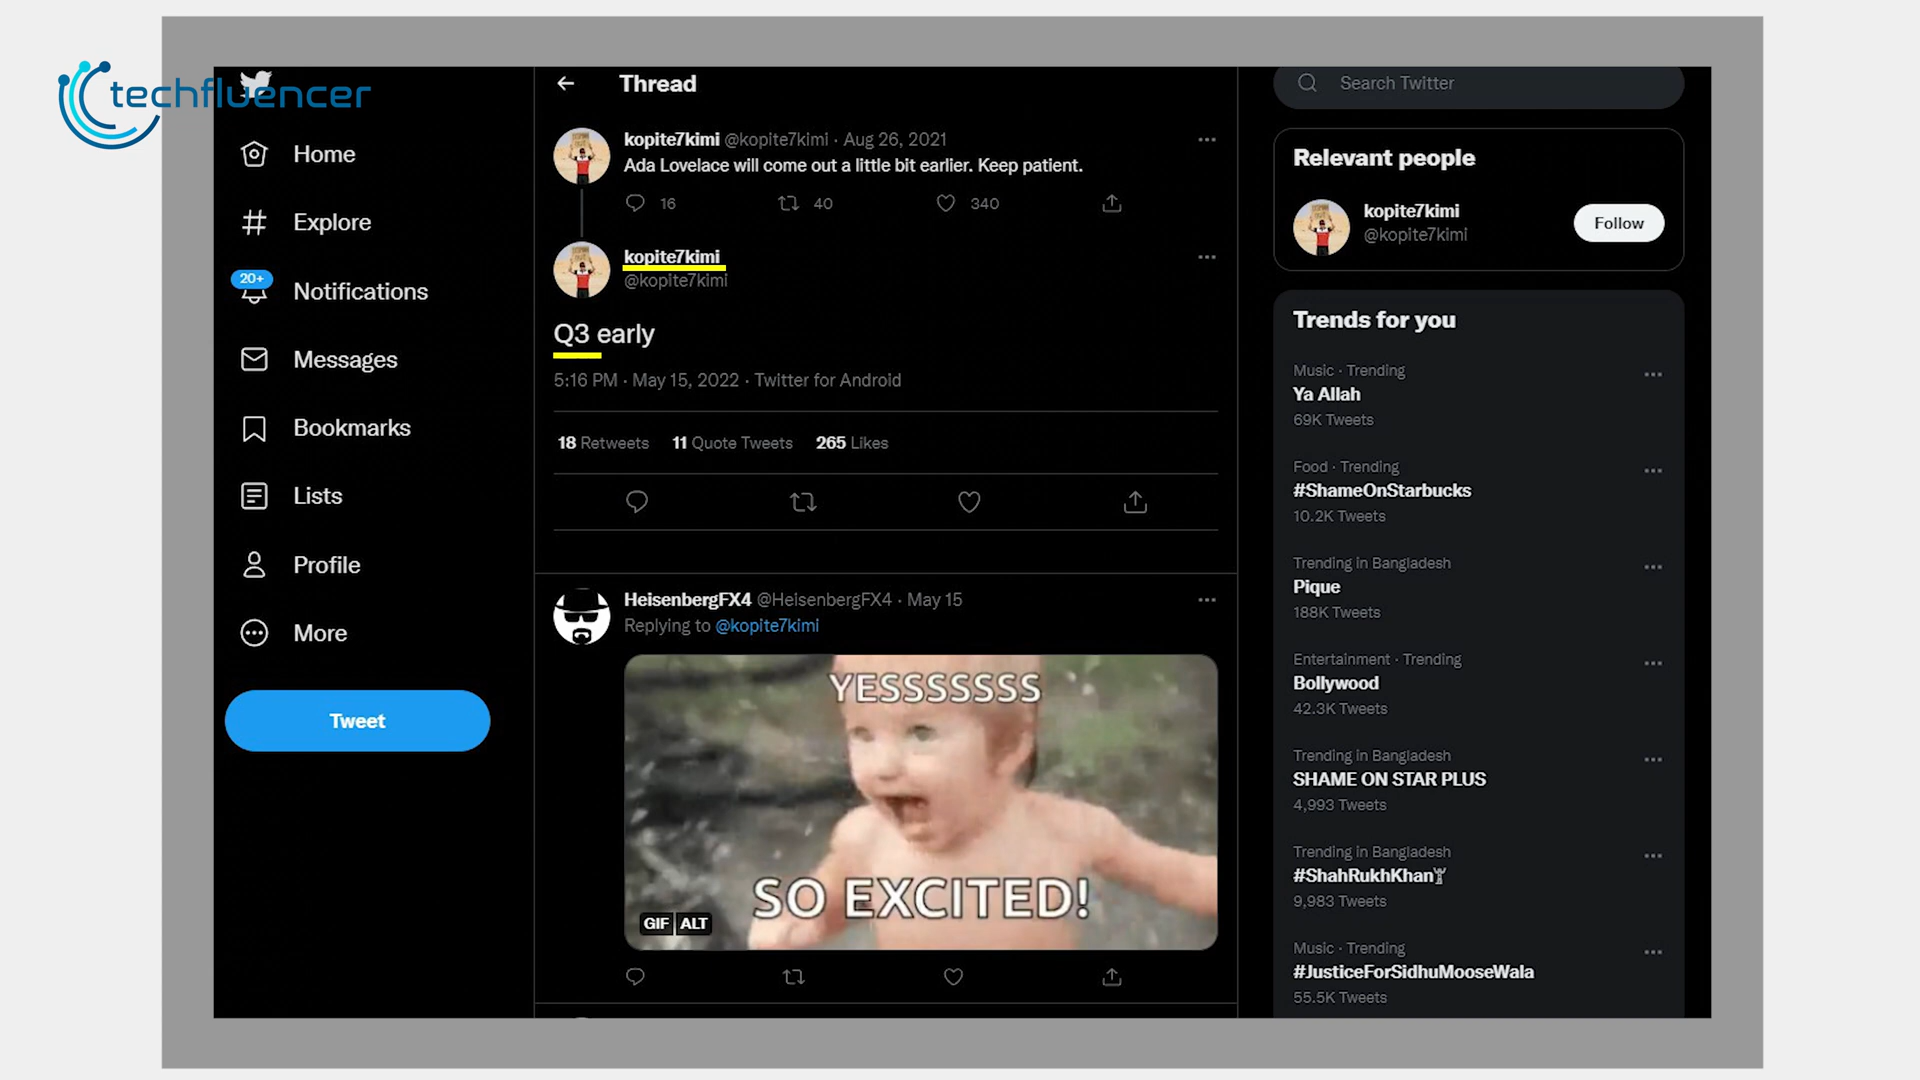 techfluencer
Home
Explore
20+
Notifications
Messages
Bookmarks
Lists
Profile
More
Tweet
Thread
kopite7kimi @kopite7kimi · Aug 26, 2021
Ada Lovelace will come out a little bit earlier. Keep patient.
16 40 340
kopite7kimi
@kopite7kimi
Q3 early
5:16 PM · May 15, 2022 · Twitter for Android
18 Retweets 11 Quote Tweets 265 Likes
HeisenbergFX4 @HeisenbergFX4 · May 15
Replying to @kopite7kimi
YESSSSSSS
SO EXCITED!
GIF ALT
Search Twitter
Relevant people
kopite7kimi
@kopite7kimi
Follow
Trends for you
Music · Trending
Ya Allah
69K Tweets
Food · Trending
#ShameOnStarbucks
10.2K Tweets
Trending in Bangladesh
Pique
188K Tweets
Entertainment · Trending
Bollywood
42.3K Tweets
Trending in Bangladesh
SHAME ON STAR PLUS
4,993 Tweets
Trending in Bangladesh
#ShahRukhKhan
9,983 Tweets
Music · Trending
#JusticeForSidhuMooseWala
55.5K Tweets